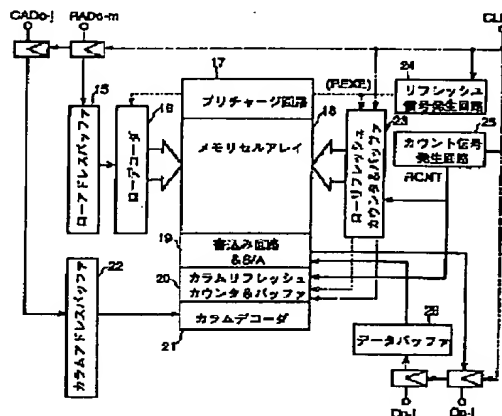 CADo-j
RADo-m
CL
17
プリチャージ回路
(REXE)
24
リフレッシュ
信号発生回路
15
16
18
23
25
カウント信号
発生回路
RCNT
ローアドレスバッファ
ローデコーダ
メモリセルアレイ
ローリフレッシュ
カウンタ&バッファ
19
書込み回路
&S/A
20
カラムリフレッシュ
カウンタ&バッファ
カラムデコーダ
21
22
カラムアドレスバッファ
データバッファ